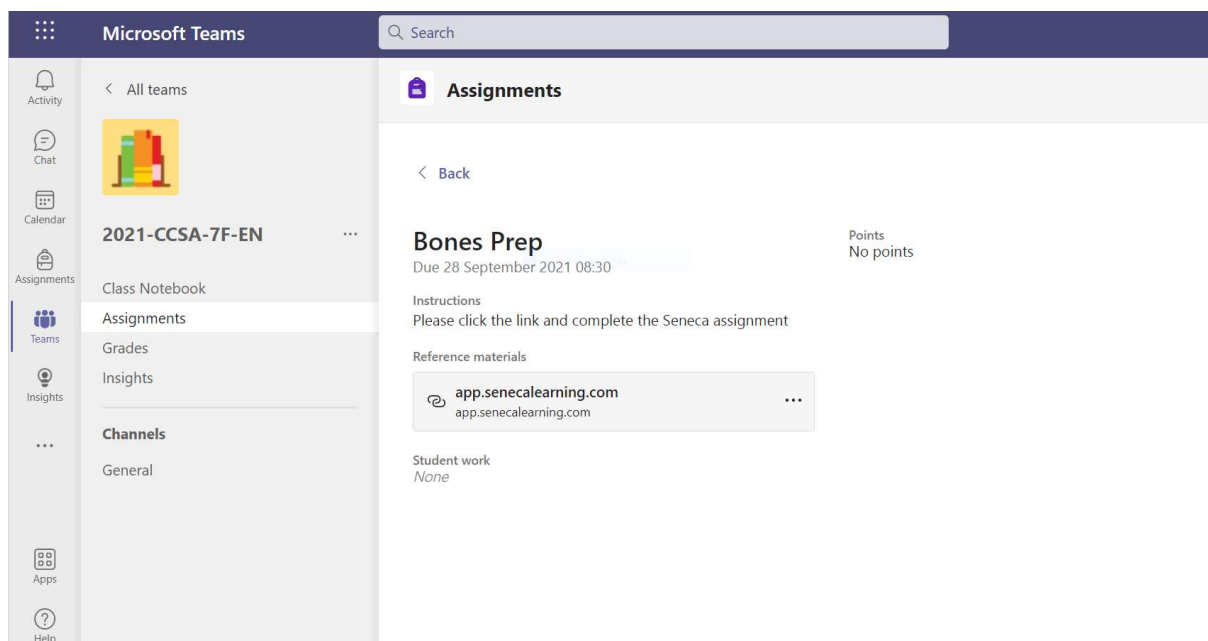 Microsoft Teams
Search
Activity
Chat
Calendar
Assignments
Teams
Insights
Apps
Help
All teams
2021-CCSA-7F-EN
Class Notebook
Assignments
Grades
Insights
Channels
General
Assignments
Back
Bones Prep
Due 28 September 2021 08:30
Points
No points
Instructions
Please click the link and complete the Seneca assignment
Reference materials
app.senecalearning.com
app.senecalearning.com
Student work
None